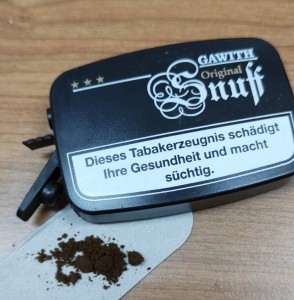 GAWITH
Original
Snuff
Dieses Tabakerzeugnis schädigt
Ihre Gesundheit und macht
süchtig.